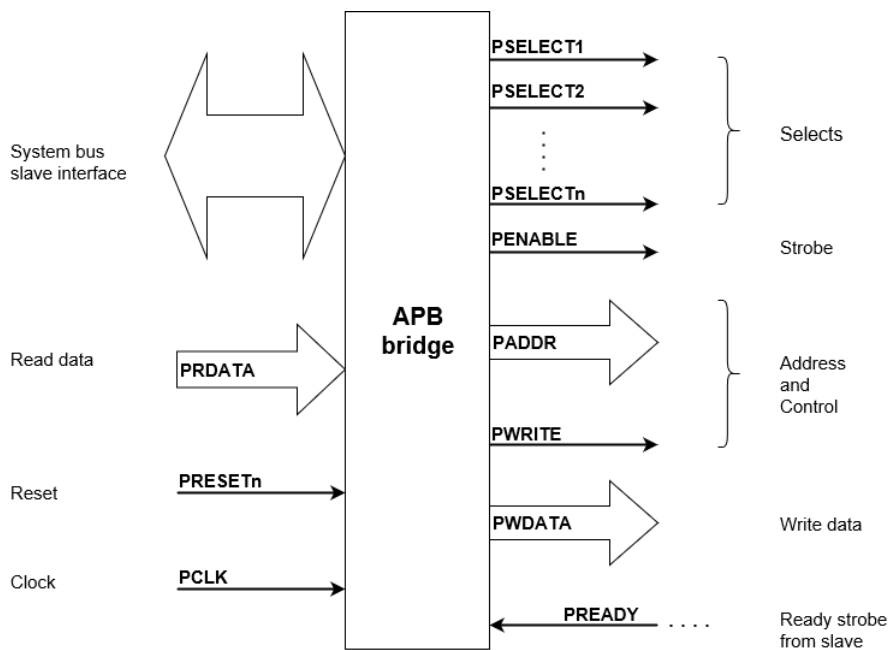 System bus
slave interface
Read data
PRDATA
Reset
PRESETn
Clock
PCLK
APB
bridge
PSELECT1
PSELECT2
PSELECTn
Selects
PENABLE
Strobe
PADDR
PWRITE
Address
and
Control
PWDATA
Write data
PREADY
Ready strobe
from slave